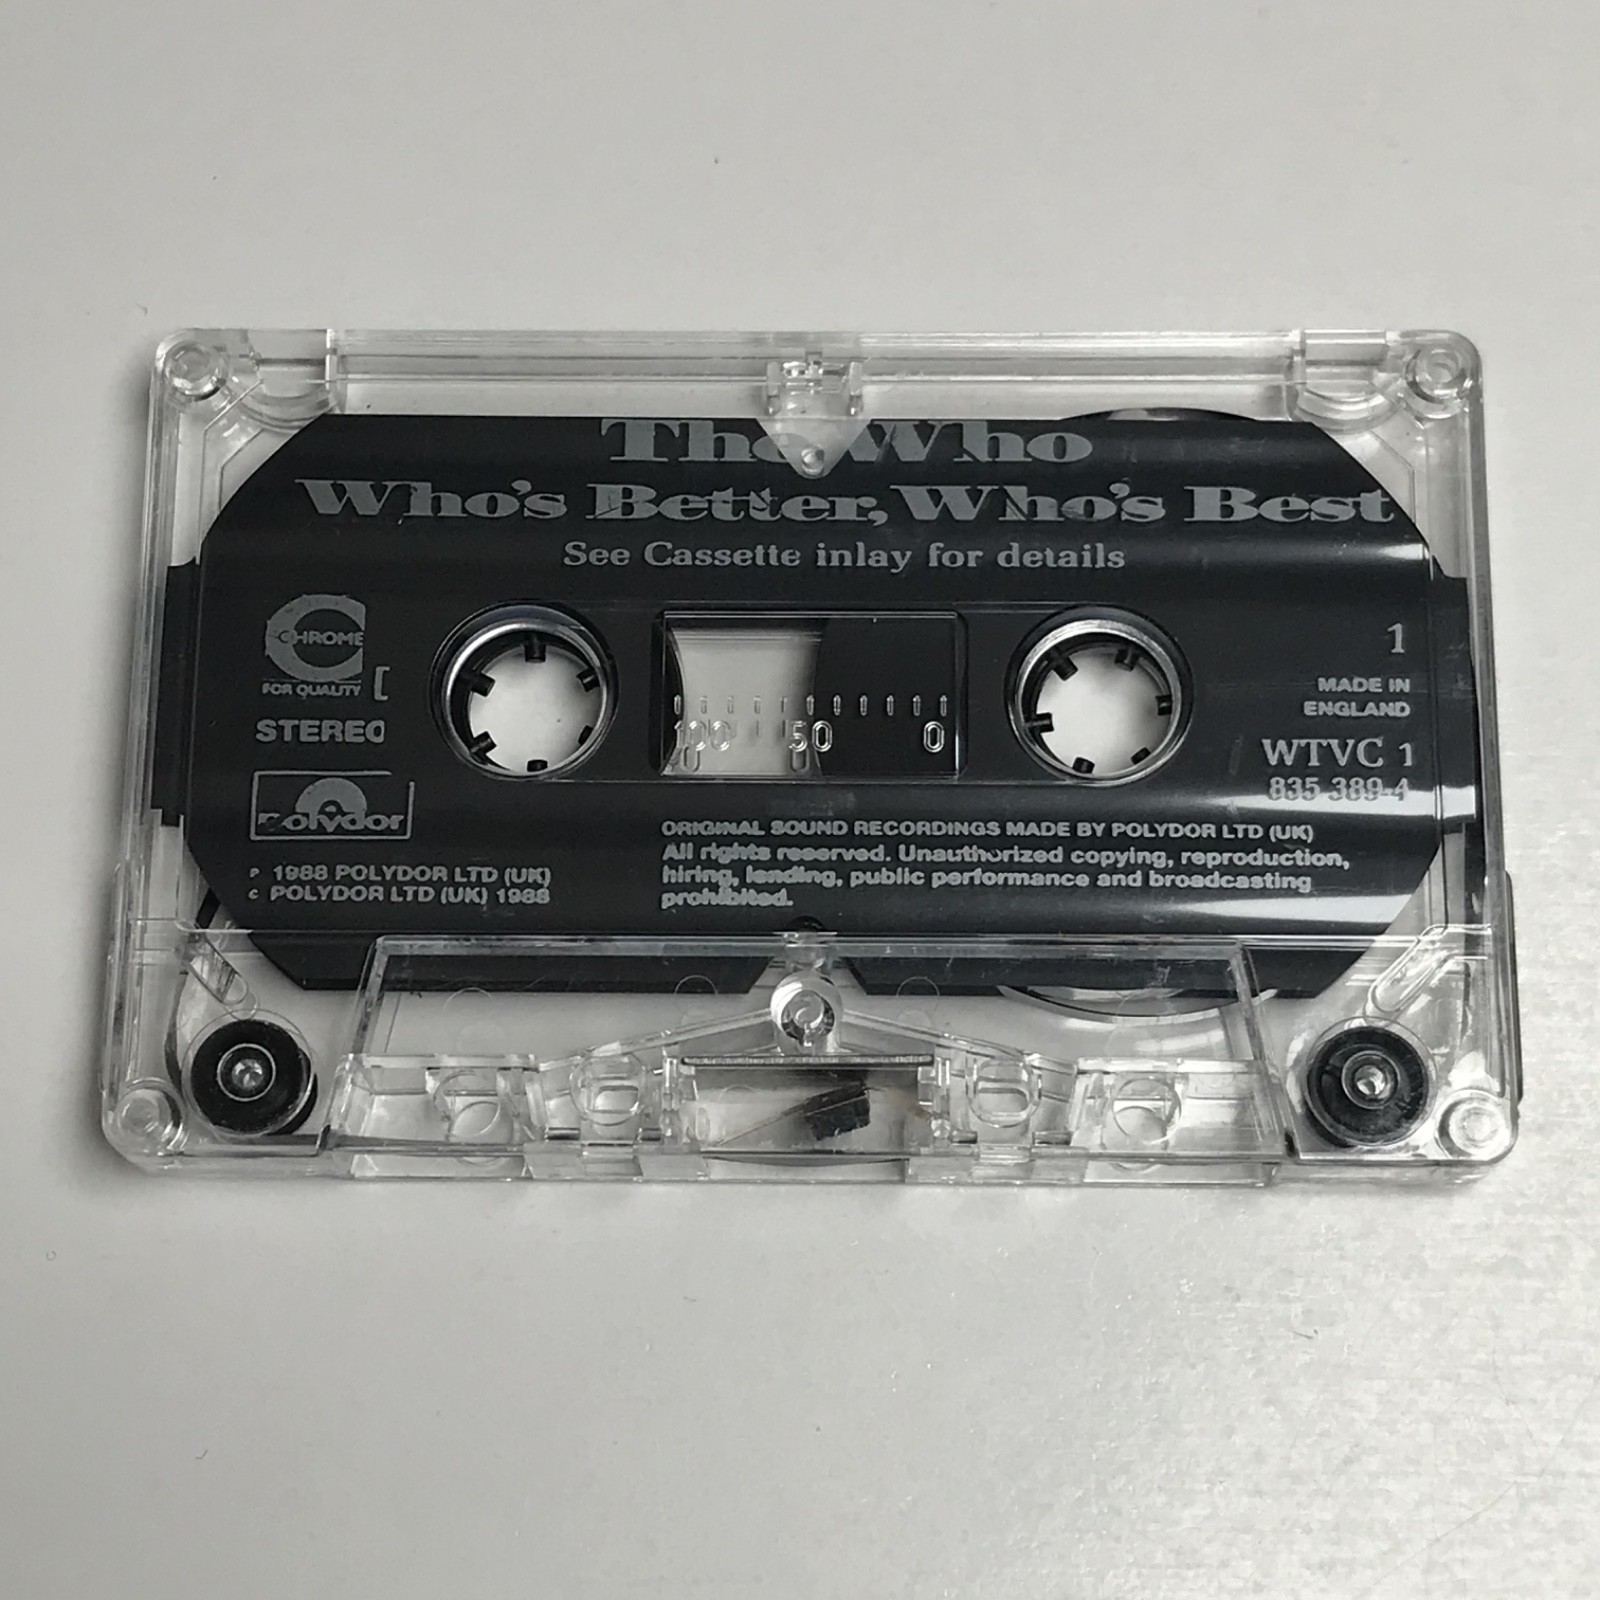 The Who
Who's Better, Who's Best
See Cassette inlay for details
CHROME
FOR QUALITY
STEREO
polydor
℗ 1988 POLYDOR LTD (UK)
© POLYDOR LTD (UK) 1988
100 50 0
1
MADE IN
ENGLAND
WTVC 1
835 389-4
ORIGINAL SOUND RECORDINGS MADE BY POLYDOR LTD (UK)
All rights reserved. Unauthorized copying, reproduction,
hiring, lending, public performance and broadcasting
prohibited.